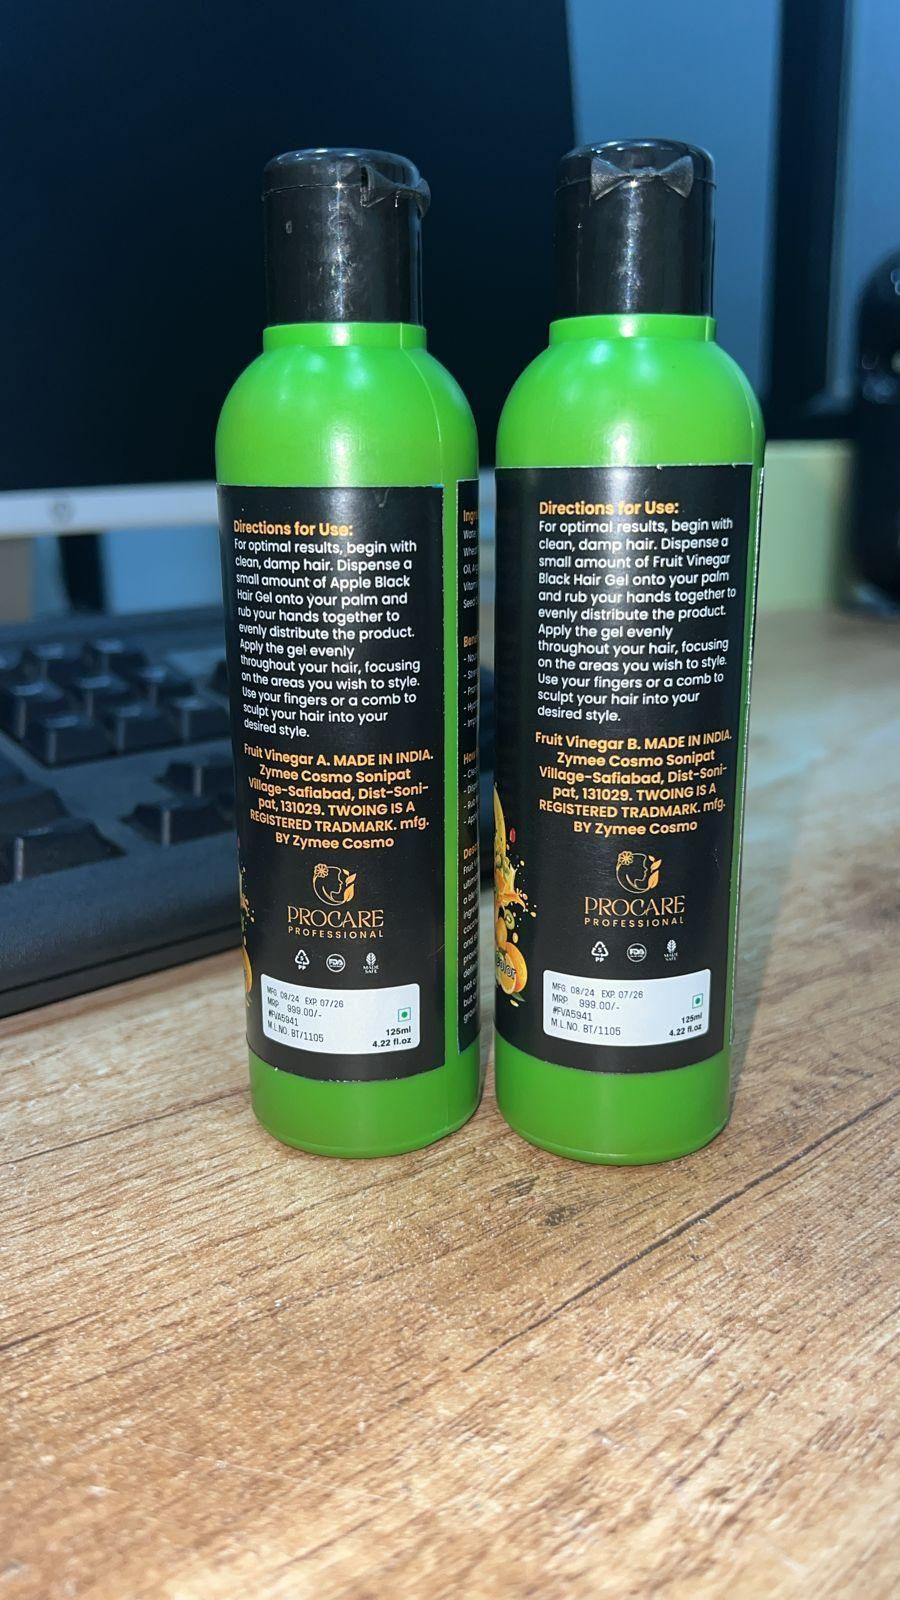 Directions for Use:
For optimal results, begin with
clean, damp hair. Dispense a
small amount of Apple Black
Hair Gel onto your palm and
rub your hands together to
evenly distribute the product.
Apply the gel evenly
throughout your hair, focusing
on the areas you wish to style.
Use your fingers or a comb to
sculpt your hair into your
desired style.
Fruit Vinegar A. MADE IN INDIA.
Zymee Cosmo Sonipat
Village-Safiabad, Dist-Soni-
pat, 131029. TWOING IS A
REGISTERED TRADMARK. mfg.
BY Zymee Cosmo
PROCARE
PROFESSIONAL
5
PP
FDA
MADE
SAFE
MFG. 08/24 EXP. 07/26
MRP. 999.00/-
#FVA5941
M.L.NO. BT/1105
125ml
4.22 fl.oz
Directions for Use:
For optimal results, begin with
clean, damp hair. Dispense a
small amount of Fruit Vinegar
Black Hair Gel onto your palm
and rub your hands together to
evenly distribute the product.
Apply the gel evenly
throughout your hair, focusing
on the areas you wish to style.
Use your fingers or a comb to
sculpt your hair into your
desired style.
Fruit Vinegar B. MADE IN INDIA.
Zymee Cosmo Sonipat
Village-Safiabad, Dist-Soni-
pat, 131029. TWOING IS A
REGISTERED TRADMARK. mfg.
BY Zymee Cosmo
PROCARE
PROFESSIONAL
5
PP
FDA
MADE
SAFE
MFG. 08/24 EXP. 07/26
MRP. 999.00/-
#FVA5941
M.L.NO. BT/1105
125ml
4.22 fl.oz